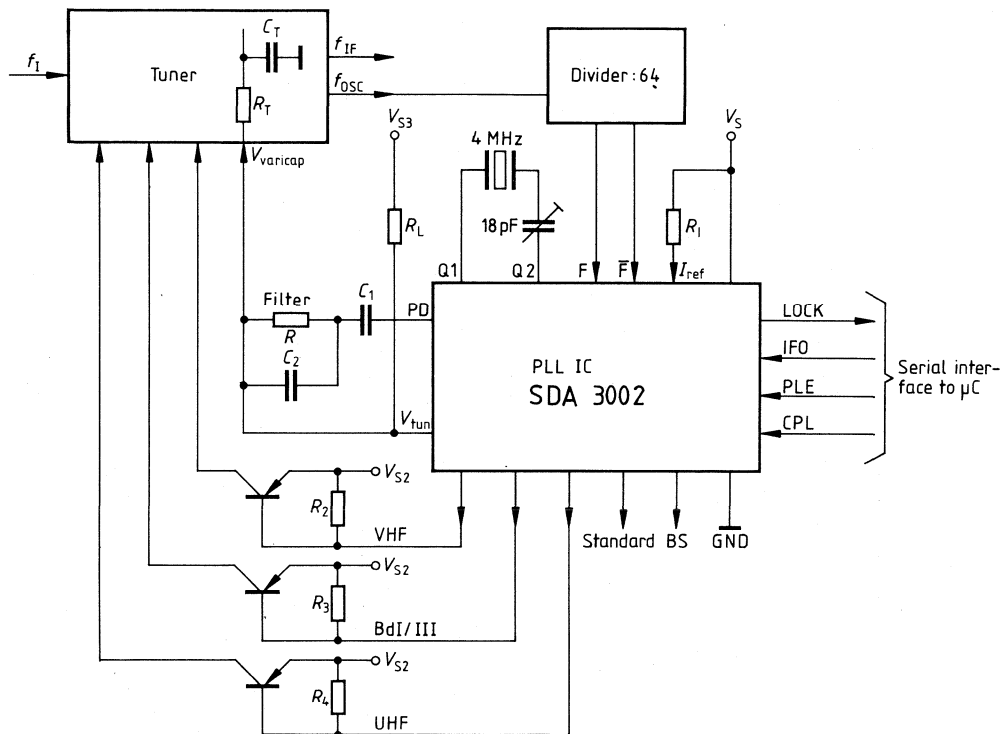 C_T
f_I
Tuner
f_IF
f_OSC
Divider : 64
R_T
V_S3
V_S
4 MHz
V_varicap
R_L
18 pF
R_I
Q1
Q2
F
F̅
I_ref
Filter
C_1
PD
LOCK
R
IFO
C_2
PLL IC
SDA 3002
Serial inter-
face to µC
PLE
V_tun
CPL
V_S2
R_2
VHF
Standard
BS
GND
V_S2
R_3
BdI/III
V_S2
R_4
UHF